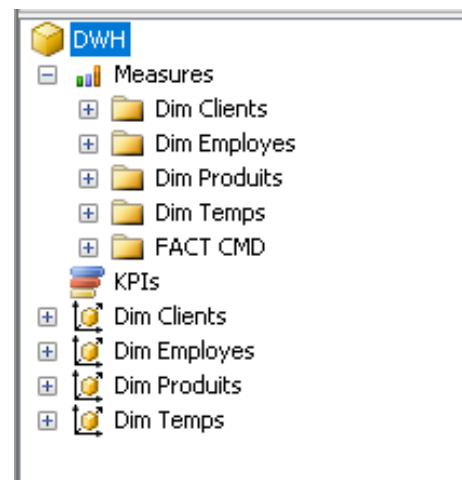 DWH
Measures
Dim Clients
Dim Employes
Dim Produits
Dim Temps
FACT CMD
KPIs
Dim Clients
Dim Employes
Dim Produits
Dim Temps